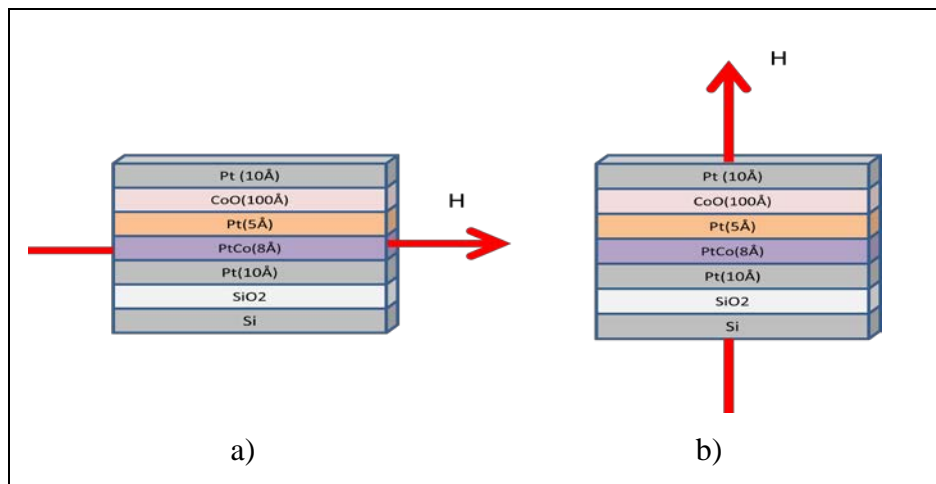 H
Pt (10Å)
CoO(100Å)
Pt(5Å)
PtCo(8Å)
Pt(10Å)
SiO2
Si
a)
H
Pt (10Å)
CoO(100Å)
Pt(5Å)
PtCo(8Å)
Pt(10Å)
SiO2
Si
b)